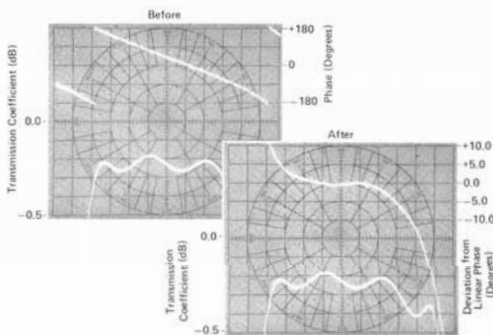 Before
+180
0
-180
Phase (Degrees)
Transmission Coefficient (dB)
0.0
-0.5
After
+10.0
+5.0
0.0
-5.0
-10.0
Deviation from
Linear Phase
(Degrees)
0.0
Transmission
Coefficient (dB)
-0.5